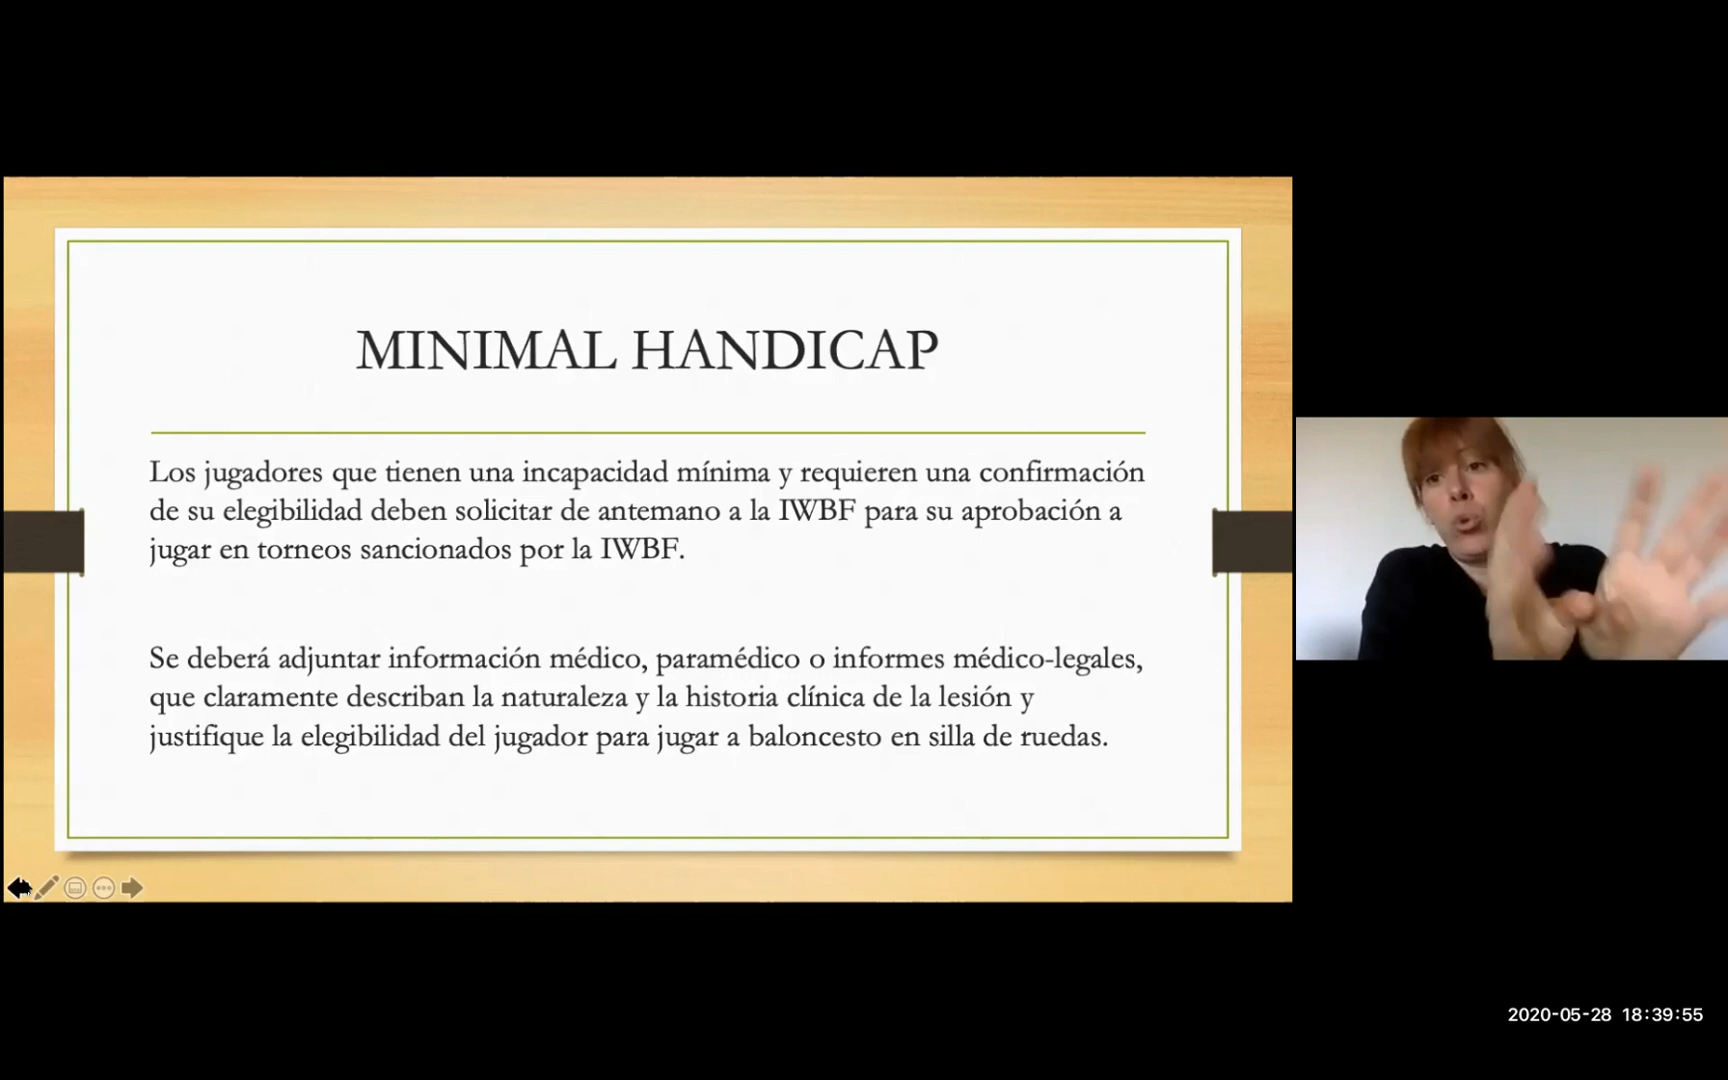 MINIMAL HANDICAP
Los jugadores que tienen una incapacidad mínima y requieren una confirmación
de su elegibilidad deben solicitar de antemano a la IWBF para su aprobación a
jugar en torneos sancionados por la IWBF.
Se deberá adjuntar información médico, paramédico o informes médico-legales,
que claramente describan la naturaleza y la historia clínica de la lesión y
justifique la elegibilidad del jugador para jugar a baloncesto en silla de ruedas.
2020-05-28 18:39:55